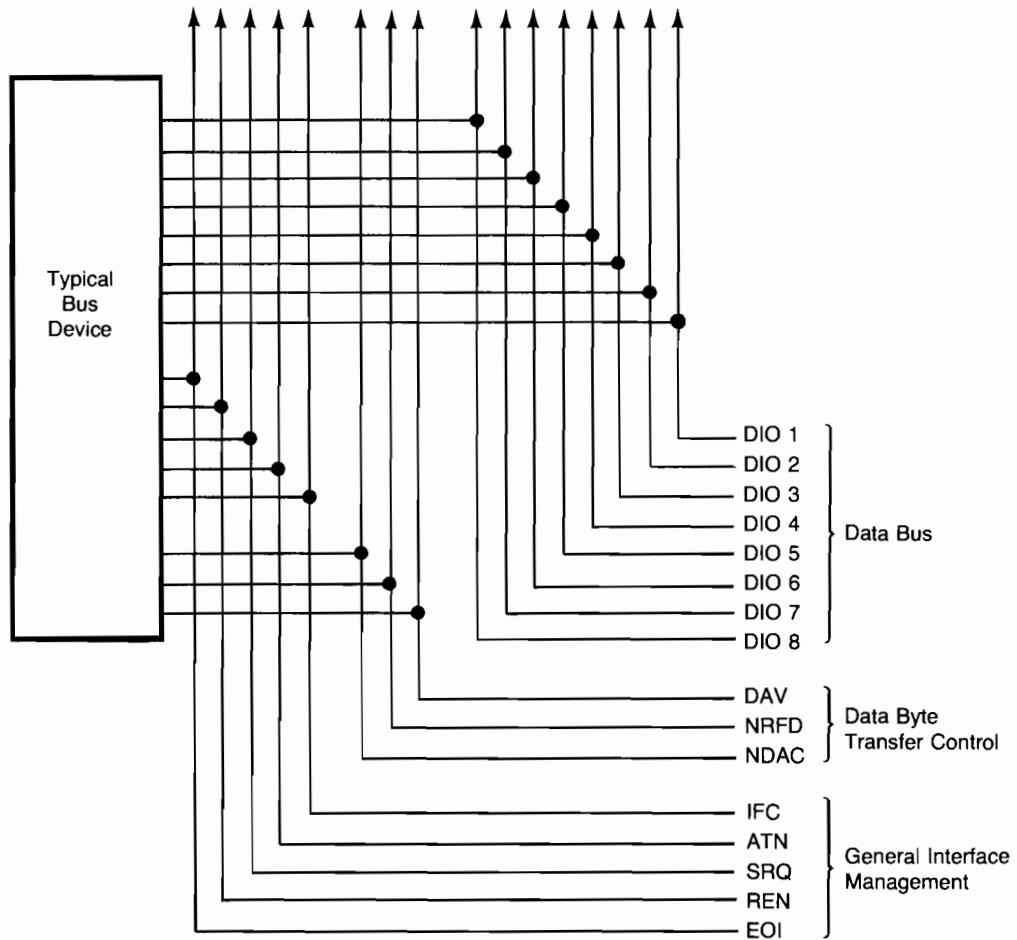 Typical
Bus
Device
DIO 1
DIO 2
DIO 3
DIO 4
DIO 5
DIO 6
DIO 7
DIO 8
Data Bus
DAV
NRFD
NDAC
Data Byte
Transfer Control
IFC
ATN
SRQ
REN
EOI
General Interface
Management